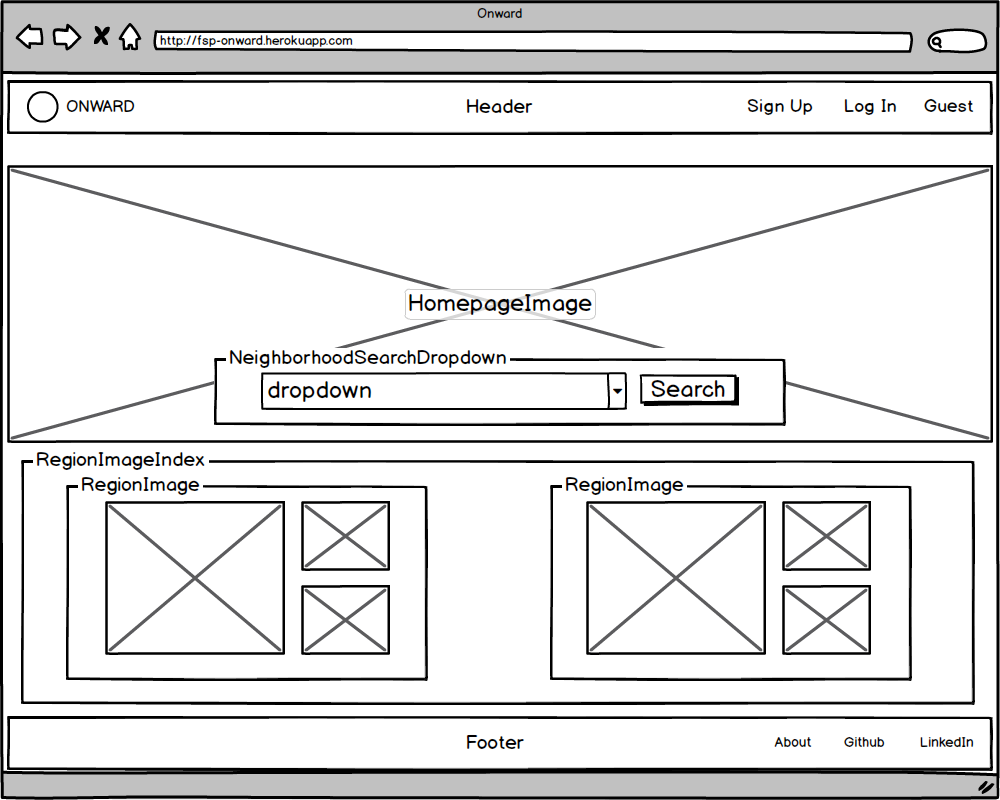 Onward
http://fsp-onward.herokuapp.com
ONWARD Header Sign Up Log In Guest
HomepageImage
NeighborhoodSearchDropdown
dropdown Search
RegionImageIndex
RegionImage RegionImage
Footer About Github LinkedIn